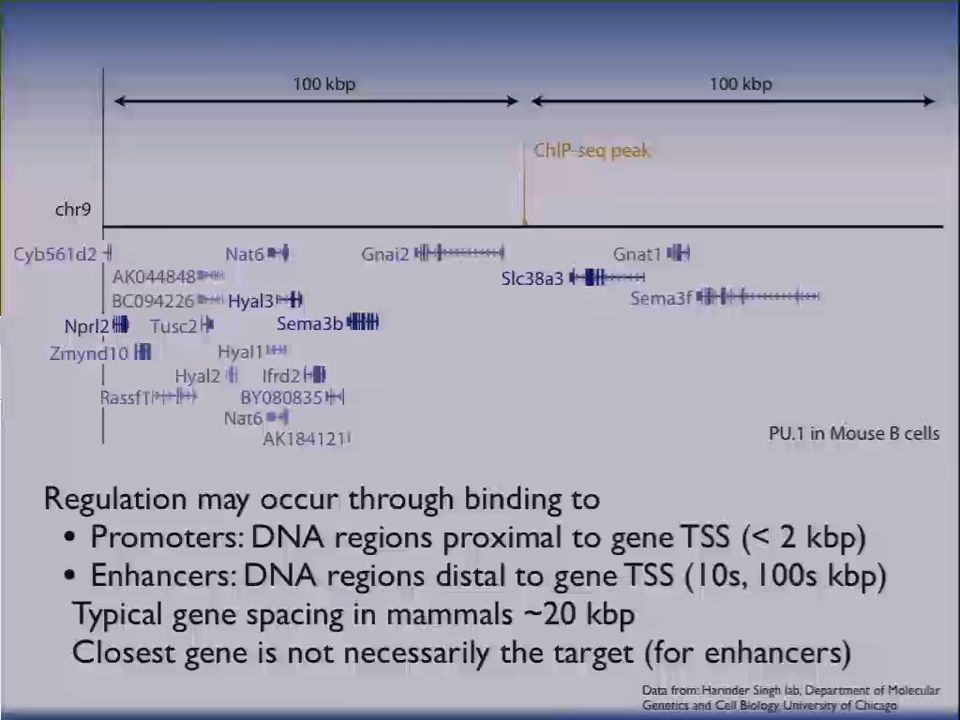 100 kbp 100 kbp
ChIP-seq peak
chr9
Cyb561d2 Nat6 Gnai2 Gnat1
AK044848 Slc38a3
BC094226 Hyal3 Sema3f
Nprl2 Tusc2 Sema3b
Zmynd10 Hyal1
Hyal2 Ifrd2
Rassf1 BY080835
Nat6
AK184121
PU.1 in Mouse B cells
Regulation may occur through binding to
• Promoters: DNA regions proximal to gene TSS (< 2 kbp)
• Enhancers: DNA regions distal to gene TSS (10s, 100s kbp)
Typical gene spacing in mammals ~20 kbp
Closest gene is not necessarily the target (for enhancers)
Data from: Harinder Singh lab, Department of Molecular
Genetics and Cell Biology, University of Chicago